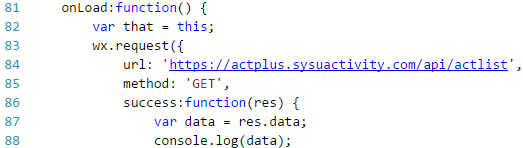 81 onLoad:function() {
82 var that = this;
83 wx.request({
84 url: 'https://actplus.sysuactivity.com/api/actlist',
85 method: 'GET',
86 success:function(res) {
87 var data = res.data;
88 console.log(data);